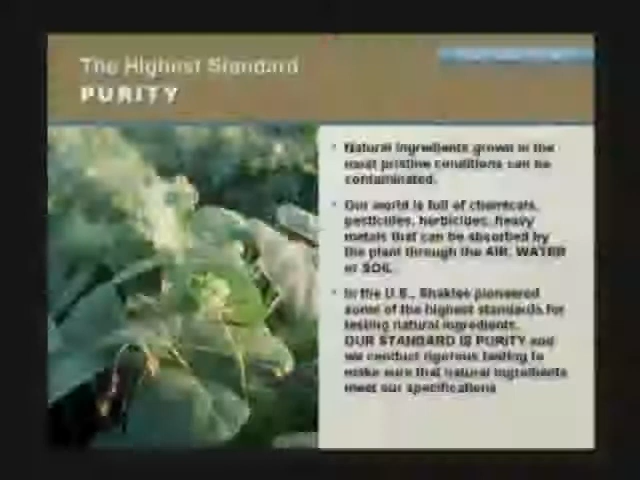 The Highest Standard
PURITY
Natural ingredients grown in the
most pristine conditions can be
contaminated.
Our world is full of chemicals,
pesticides, herbicides, heavy
metals that can be absorbed by
the plant through the AIR, WATER
or SOIL.
In the U.S., Shaklee pioneered
some of the highest standards for
testing natural ingredients.
OUR STANDARD IS PURITY and
we conduct rigorous testing to
make sure that natural ingredients
meet our specifications